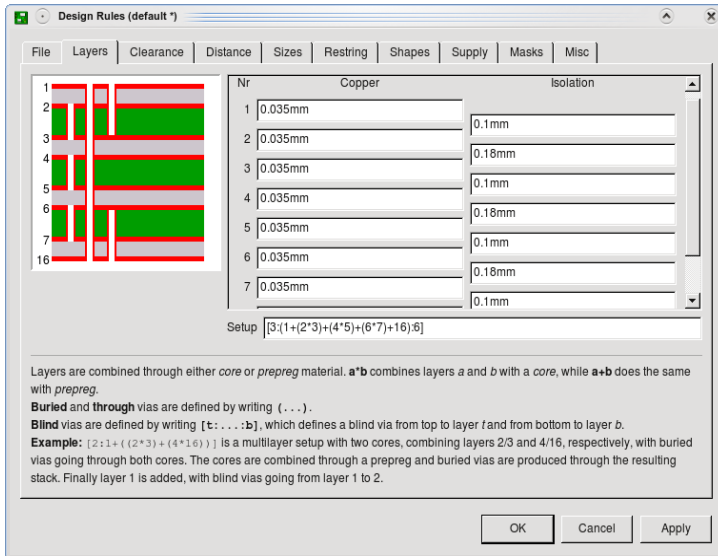 Design Rules (default *)
File Layers Clearance Distance Sizes Restring Shapes Supply Masks Misc
Nr Copper Isolation
1
2
3
4
5
6
7
16
1 0.035mm
0.1mm
2 0.035mm
0.18mm
3 0.035mm
0.1mm
4 0.035mm
0.18mm
5 0.035mm
0.1mm
6 0.035mm
0.18mm
7 0.035mm
0.1mm
Setup [3:(1+(2*3)+(4*5)+(6*7)+16):6]
Layers are combined through either core or prepreg material. a*b combines layers a and b with a core, while a+b does the same
with prepreg.
Buried and through vias are defined by writing (...).
Blind vias are defined by writing [t:...:b], which defines a blind via from top to layer t and from bottom to layer b.
Example: [2:1+((2*3)+(4*16))] is a multilayer setup with two cores, combining layers 2/3 and 4/16, respectively, with buried
vias going through both cores. The cores are combined through a prepreg and buried vias are produced through the resulting
stack. Finally layer 1 is added, with blind vias going from layer 1 to 2.
OK Cancel Apply